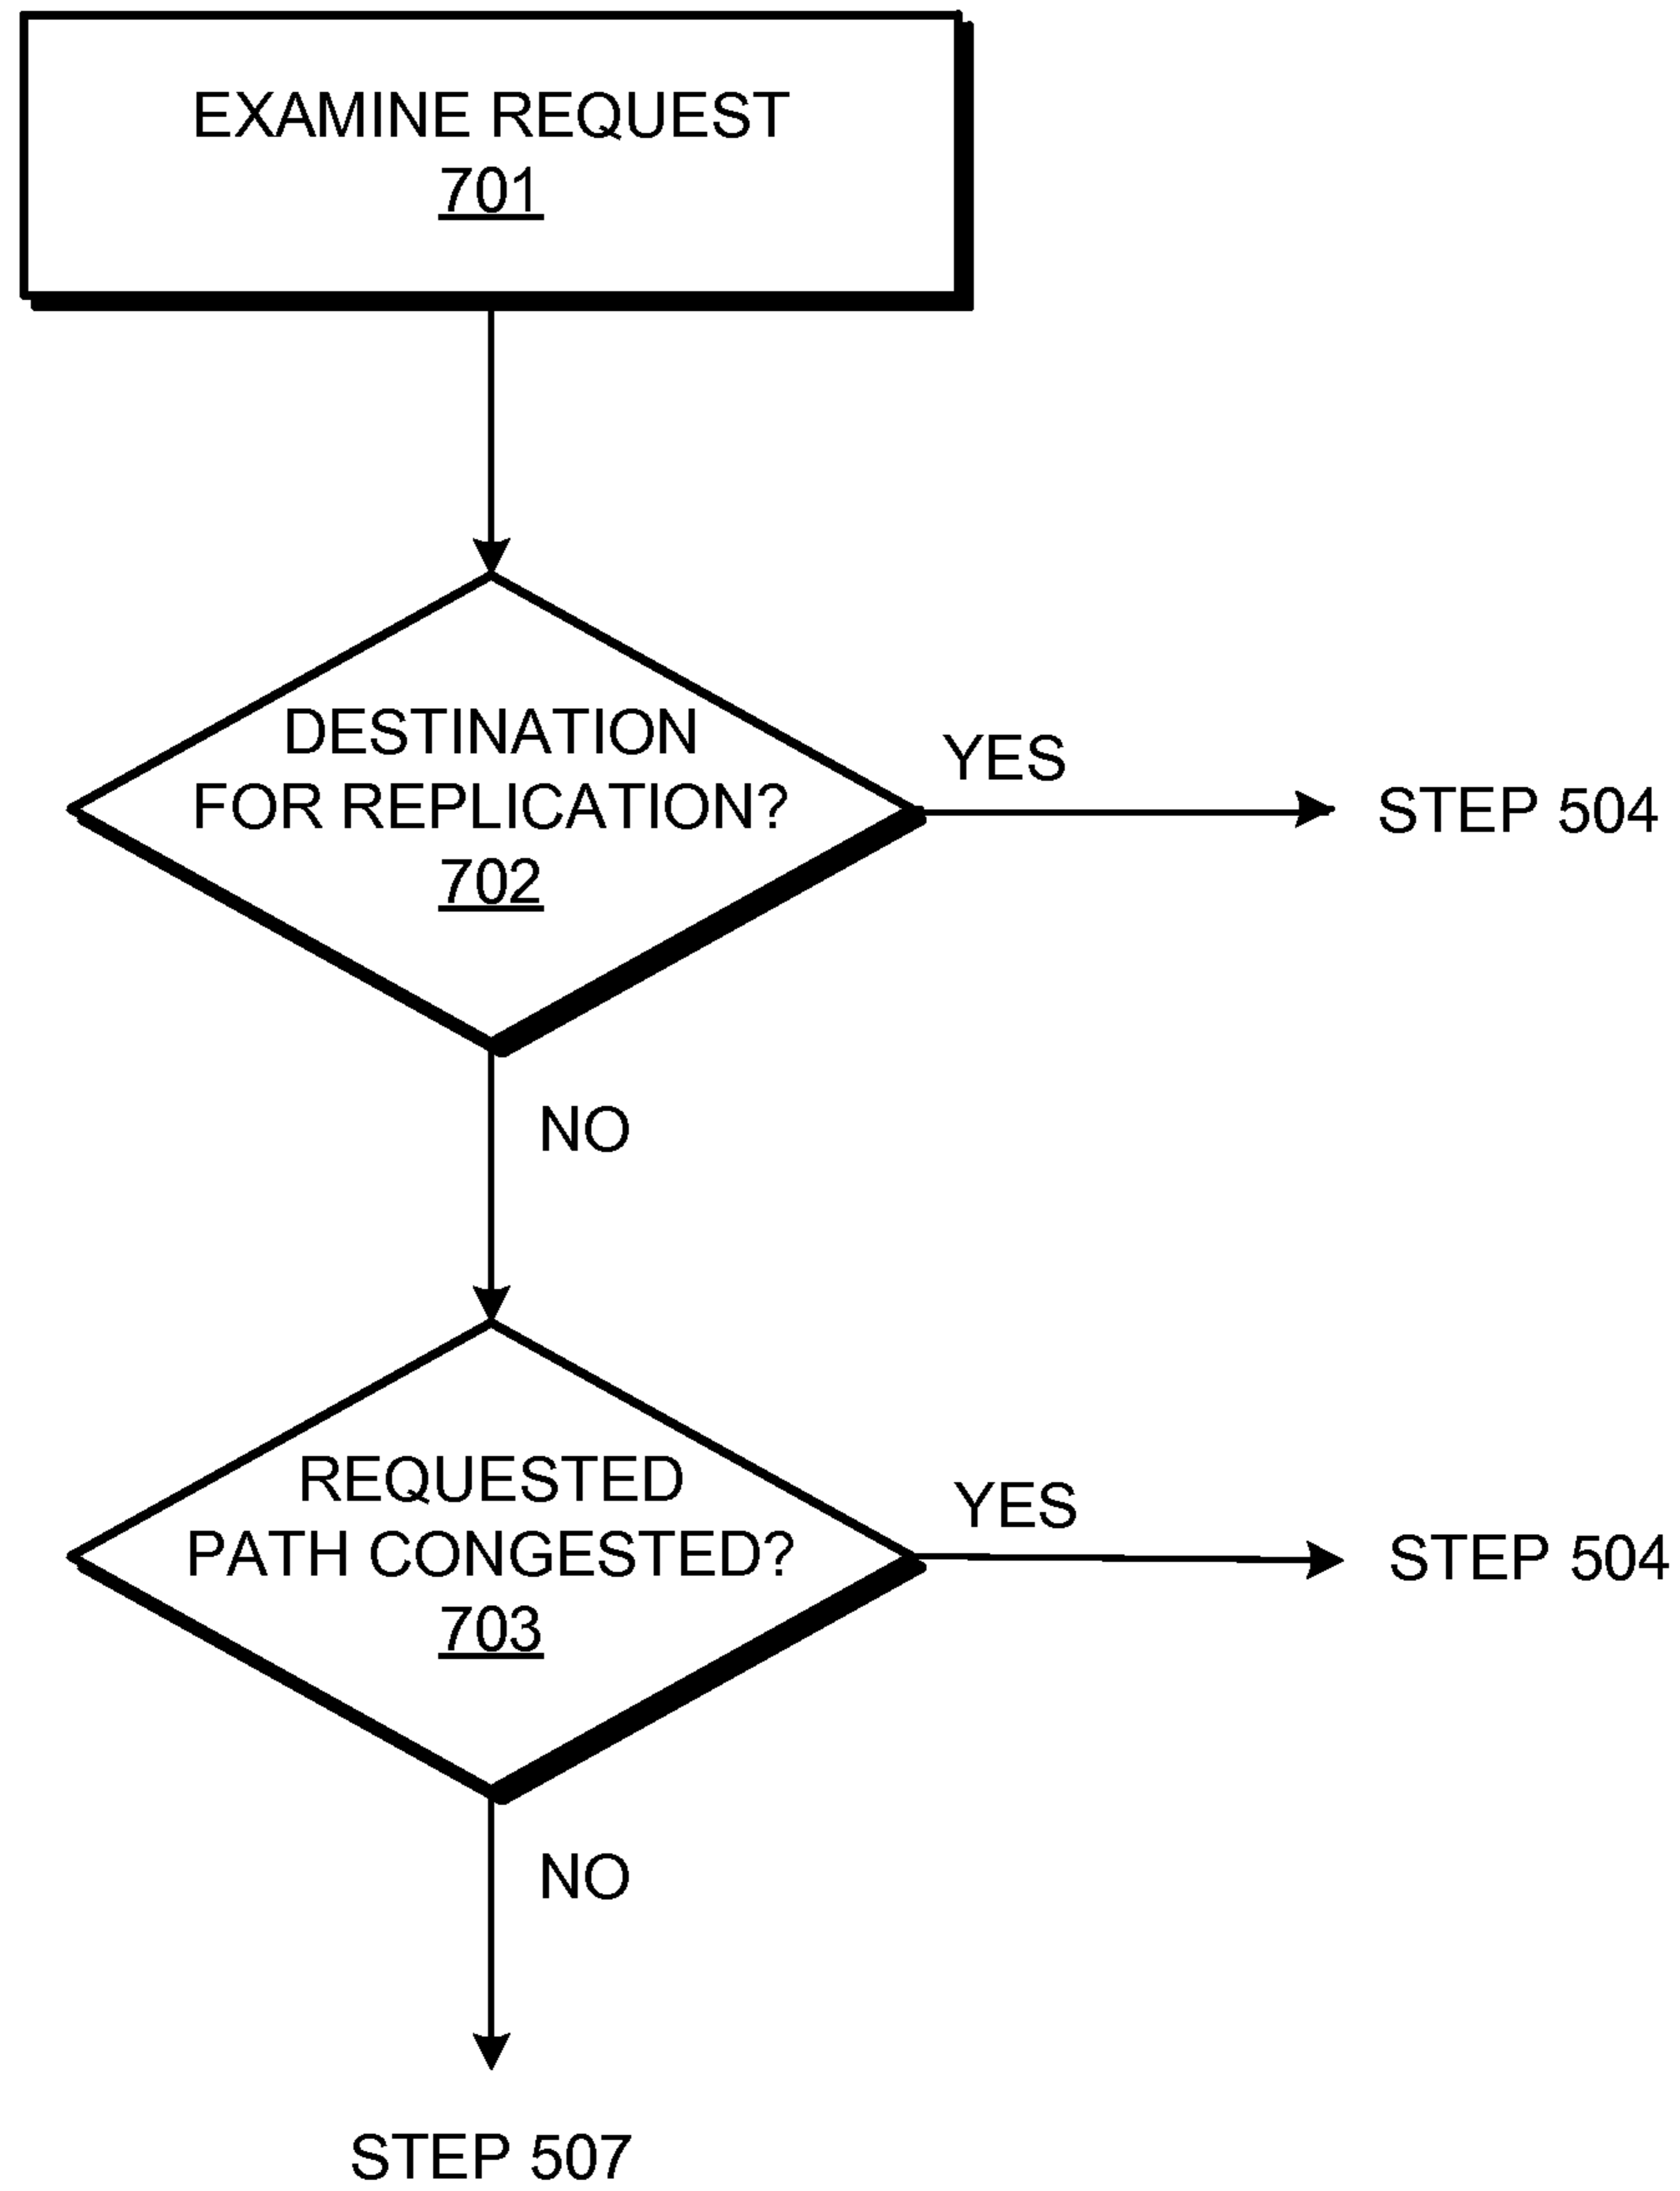 EXAMINE REQUEST
701
DESTINATION
FOR REPLICATION?
702
YES
STEP 504
NO
REQUESTED
PATH CONGESTED?
703
YES
STEP 504
NO
STEP 507